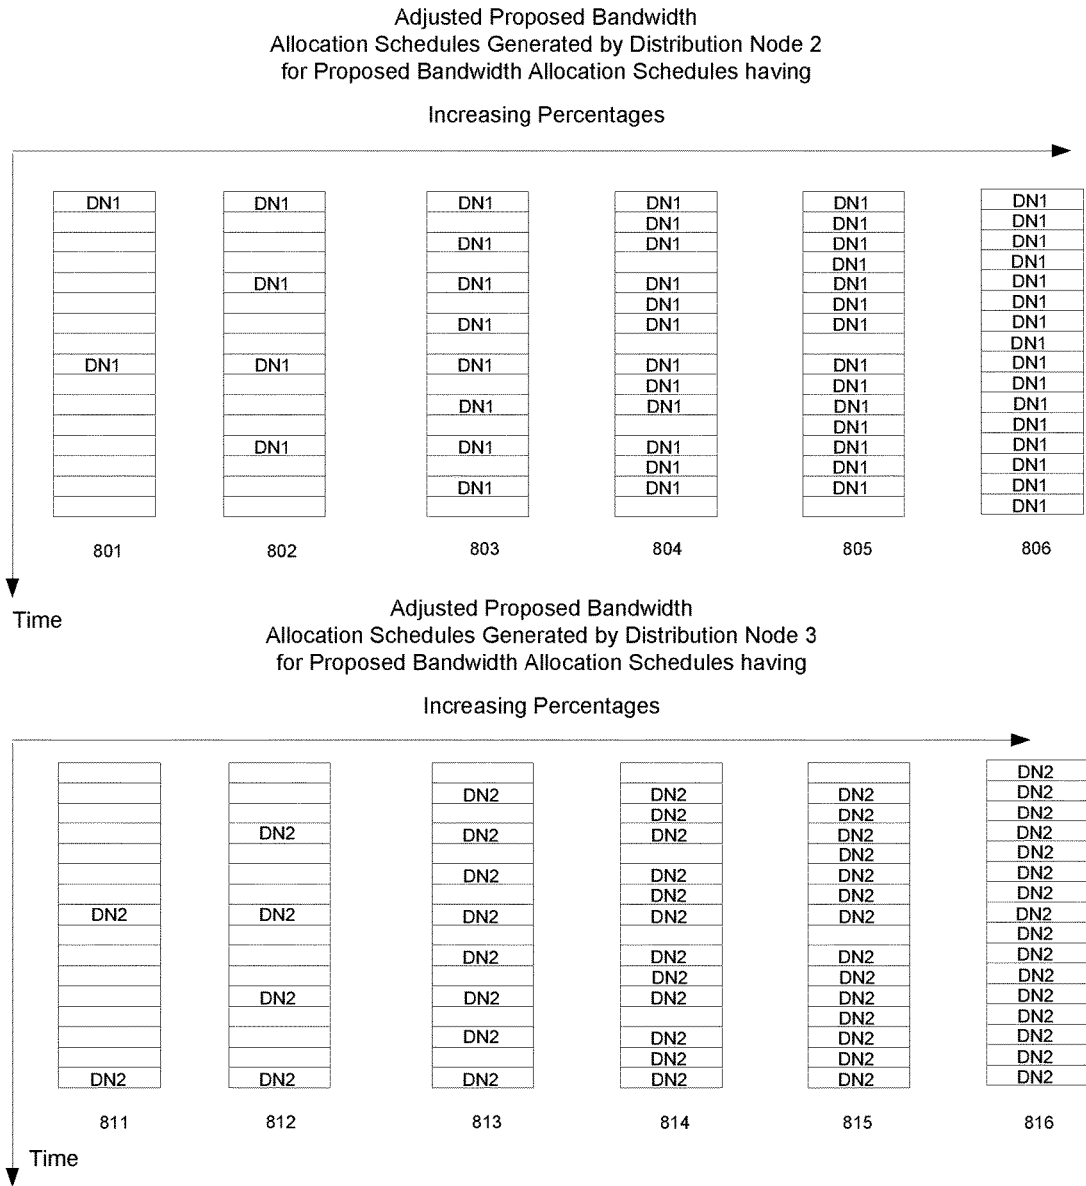 Adjusted Proposed Bandwidth
Allocation Schedules Generated by Distribution Node 2
for Proposed Bandwidth Allocation Schedules having
Increasing Percentages
DN1 DN1 DN1 DN1 DN1 DN1
DN1 DN1 DN1
DN1 DN1 DN1 DN1
DN1 DN1
DN1 DN1 DN1 DN1 DN1
DN1 DN1 DN1
DN1 DN1 DN1 DN1
DN1
DN1 DN1 DN1 DN1 DN1 DN1
DN1 DN1 DN1
DN1 DN1 DN1 DN1
DN1 DN1
DN1 DN1 DN1 DN1 DN1
DN1 DN1 DN1
DN1 DN1 DN1 DN1
DN1
801 802 803 804 805 806
Time
Adjusted Proposed Bandwidth
Allocation Schedules Generated by Distribution Node 3
for Proposed Bandwidth Allocation Schedules having
Increasing Percentages
DN2
DN2 DN2 DN2 DN2
DN2 DN2 DN2
DN2 DN2 DN2 DN2 DN2
DN2 DN2
DN2 DN2 DN2 DN2
DN2 DN2 DN2
DN2 DN2 DN2 DN2 DN2 DN2
DN2
DN2 DN2 DN2 DN2
DN2 DN2 DN2
DN2 DN2 DN2 DN2 DN2
DN2 DN2
DN2 DN2 DN2 DN2
DN2 DN2 DN2
DN2 DN2 DN2 DN2 DN2 DN2
811 812 813 814 815 816
Time